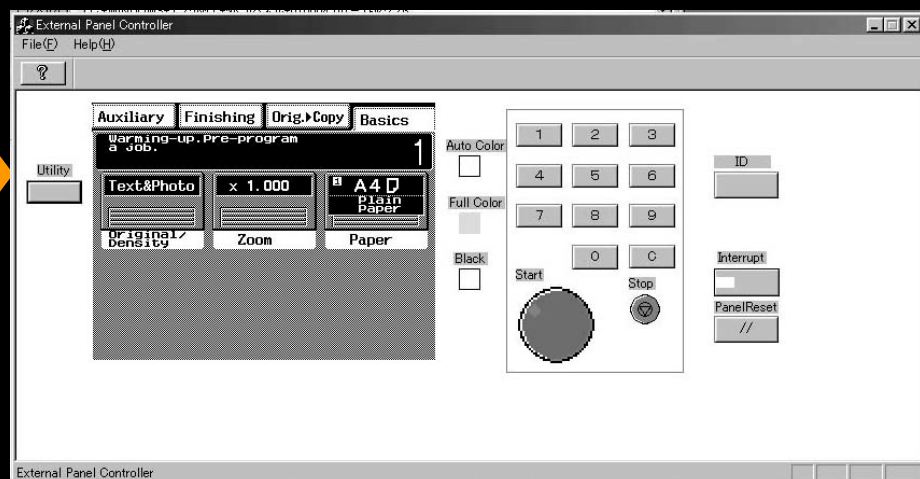 External Panel Controller
File(F) Help(H)
?
Auxiliary Finishing Orig.▸Copy Basics
Warming-up.Pre-program
a Job.
1
Utility
Text&Photo
x 1.000
1 A4
Plain
Paper
Original/
Density
Zoom
Paper
Auto Color
Full Color
Black
1 2 3
4 5 6
7 8 9
0 C
Start
Stop
ID
Interrupt
PanelReset
//
External Panel Controller